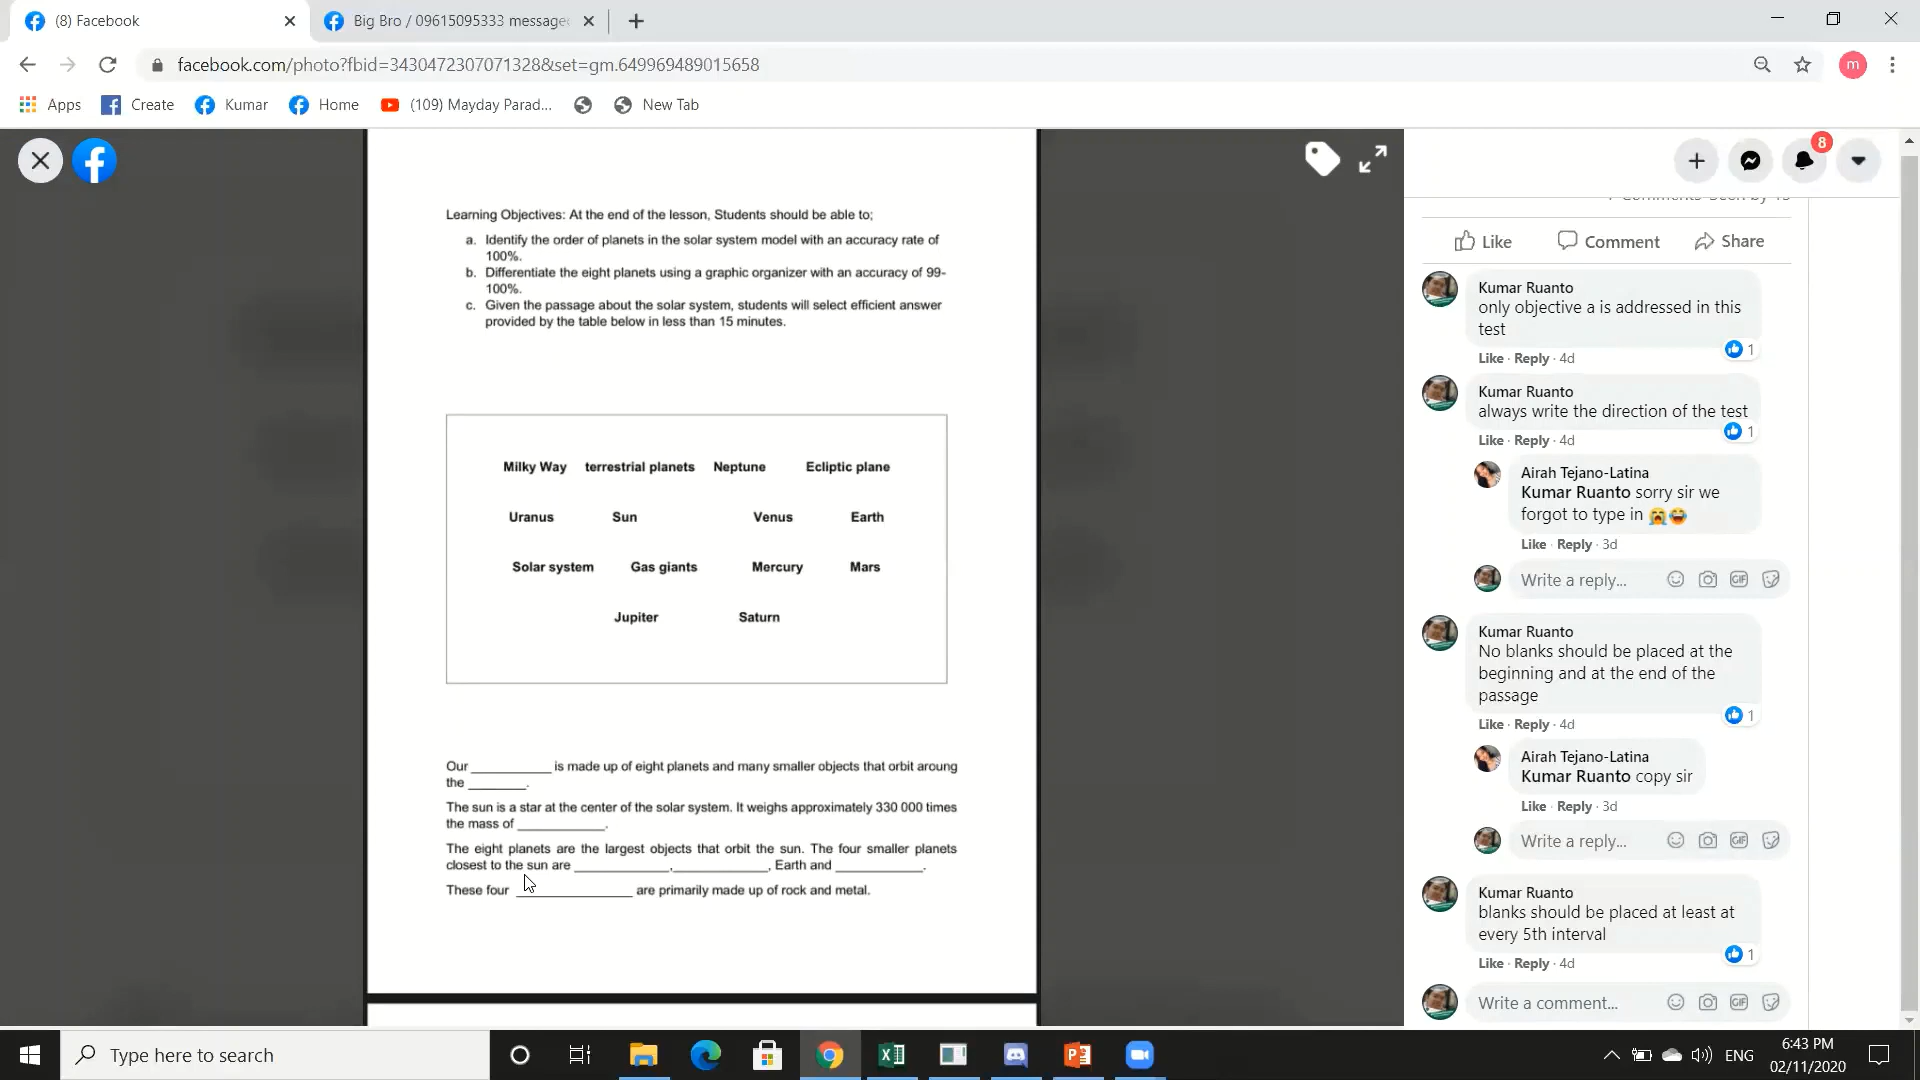 (8) Facebook
Big Bro / 09615095333 message
facebook.com/photo?fbid=3430472307071328&set=gm.649969489015658
m
Apps
Create
Kumar
Home
(109) Mayday Parad...
New Tab
Learning Objectives: At the end of the lesson, Students should be able to;
a. Identify the order of planets in the solar system model with an accuracy rate of
100%.
b. Differentiate the eight planets using a graphic organizer with an accuracy of 99-
100%.
c. Given the passage about the solar system, students will select efficient answer
provided by the table below in less than 15 minutes.
Milky Way terrestrial planets Neptune Ecliptic plane
Uranus Sun Venus Earth
Solar system Gas giants Mercury Mars
Jupiter Saturn
Our ___________ is made up of eight planets and many smaller objects that orbit aroung
the ________.
The sun is a star at the center of the solar system. It weighs approximately 330 000 times
the mass of ____________.
The eight planets are the largest objects that orbit the sun. The four smaller planets
closest to the sun are _____________,_____________, Earth and ____________.
These four ________________ are primarily made up of rock and metal.
8
Like
Comment
Share
Kumar Ruanto
only objective a is addressed in this
test
1
Like · Reply · 4d
Kumar Ruanto
always write the direction of the test
1
Like · Reply · 4d
Airah Tejano-Latina
Kumar Ruanto sorry sir we
forgot to type in 😭😂
Like · Reply · 3d
Write a reply...
GIF
Kumar Ruanto
No blanks should be placed at the
beginning and at the end of the
passage
1
Like · Reply · 4d
Airah Tejano-Latina
Kumar Ruanto copy sir
Like · Reply · 3d
Write a reply...
GIF
Kumar Ruanto
blanks should be placed at least at
every 5th interval
1
Like · Reply · 4d
Write a comment...
GIF
Type here to search
ENG
6:43 PM
02/11/2020